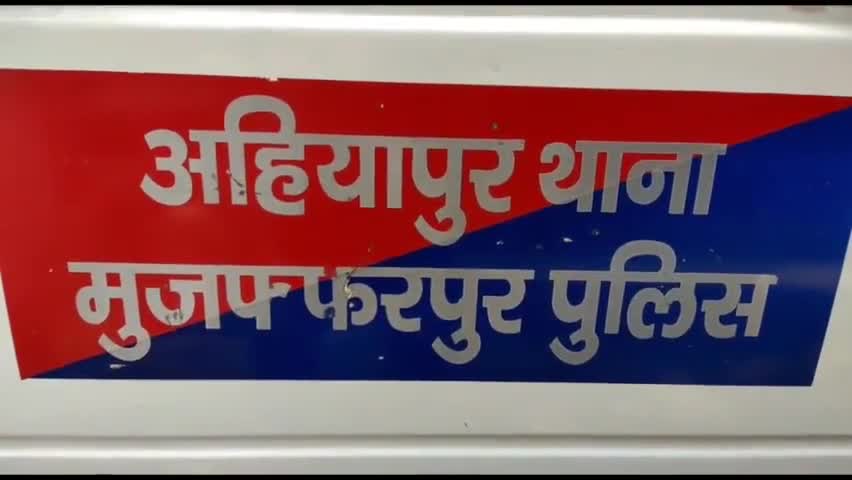 अहियापुर थाना
मुजफ्फरपुर पुलिस